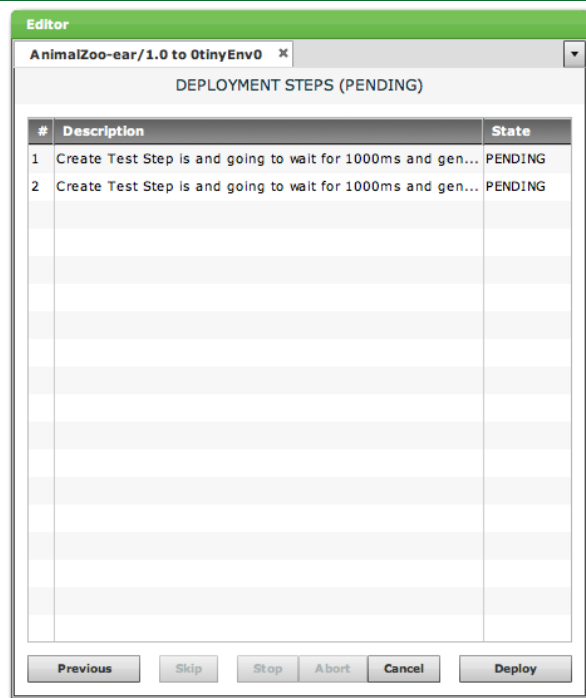 Editor
AnimalZoo-ear/1.0 to 0tinyEnv0 ×
DEPLOYMENT STEPS (PENDING)
# Description State
1 Create Test Step is and going to wait for 1000ms and gen... PENDING
2 Create Test Step is and going to wait for 1000ms and gen... PENDING
Previous Skip Stop Abort Cancel Deploy